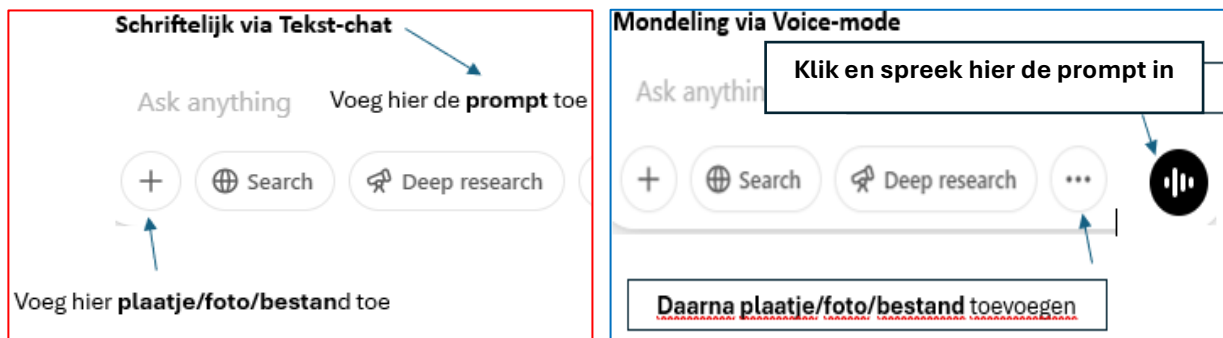 Schriftelijk via Tekst-chat
Ask anything
Voeg hier de prompt toe
+
Search
Deep research
Voeg hier plaatje/foto/bestand toe
Mondeling via Voice-mode
Klik en spreek hier de prompt in
Ask anythin
+
Search
Deep research
...
Daarna plaatje/foto/bestand toevoegen